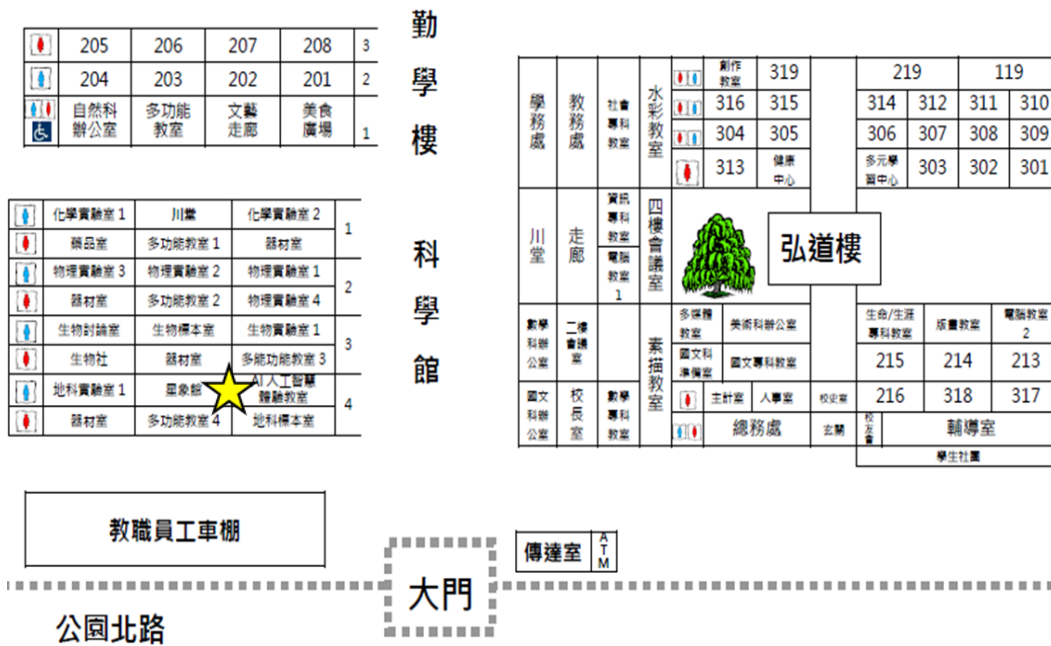 勤學樓
205 206 207 208 3
204 203 202 201 2
自然科辦公室 多功能教室 文藝走廊 美食廣場 1
科學館
化學實驗室1 川堂 化學實驗室2 1
藥品室 多功能教室1 器材室
物理實驗室3 物理實驗室2 物理實驗室1 2
器材室 多功能教室2 物理實驗室4
生物討論室 生物標本室 生物實驗室1 3
生物社 器材室 多能功能教室3
地科實驗室1 星象館 AI人工智慧體驗教室 4
器材室 多功能教室4 地科標本室
教職員工車棚
學務處 教務處 社會專科教室 水彩教室
創作教室 319 219 119
316 315 314 312 311 310
304 305 306 307 308 309
313 健康中心 多元學習中心 303 302 301
川堂 走廊 資訊專科教室 電腦教室1 四樓會議室
弘道樓
數學科辦公室 二樓會議室 素描教室
多媒體教室 美術科辦公室 生命/生涯專科教室 版畫教室 電腦教室2
國文科準備室 國文專科教室 215 214 213
國文科辦公室 校長室 數學專科教室
主計室 人事室 校史室 216 318 317
總務處 玄關 校友會 輔導室
學生社團
傳達室 ATM
大門
公園北路